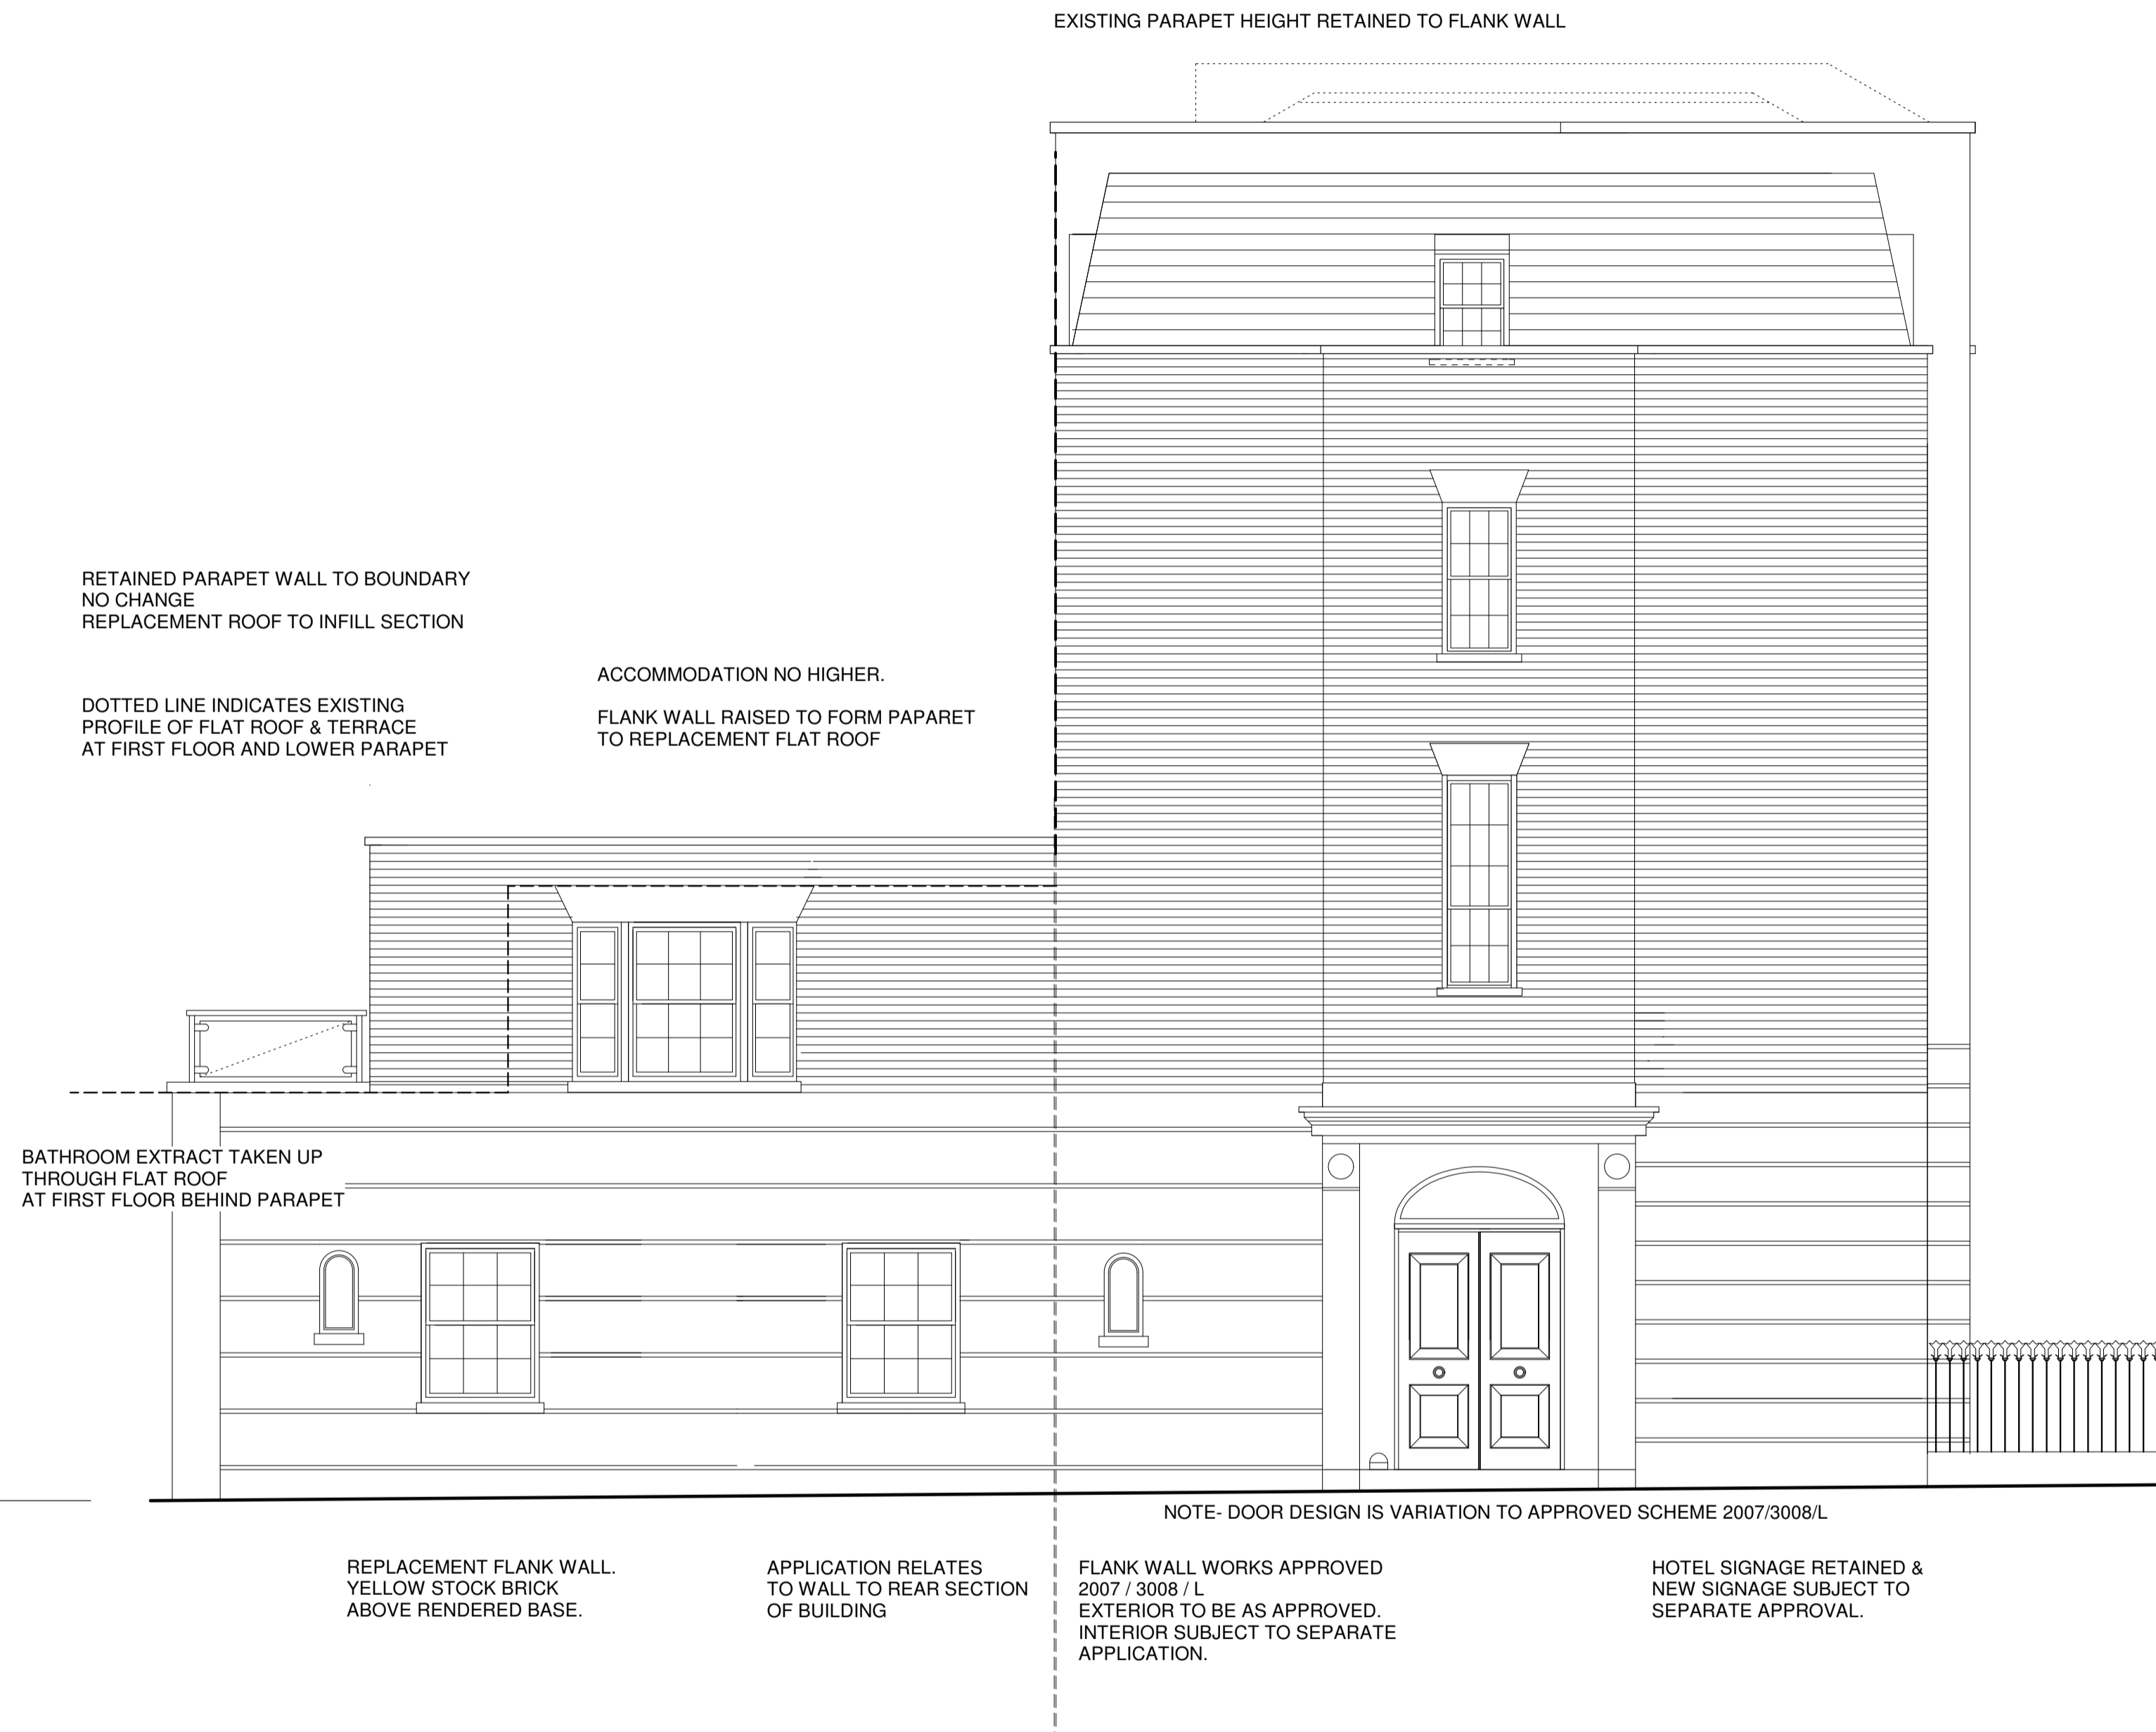 EXISTING PARAPET HEIGHT RETAINED TO FLANK WALL
RETAINED PARAPET WALL TO BOUNDARY
NO CHANGE
REPLACEMENT ROOF TO INFILL SECTION
DOTTED LINE INDICATES EXISTING
PROFILE OF FLAT ROOF & TERRACE
AT FIRST FLOOR AND LOWER PARAPET
ACCOMMODATION NO HIGHER.
FLANK WALL RAISED TO FORM PAPARET
TO REPLACEMENT FLAT ROOF
BATHROOM EXTRACT TAKEN UP
THROUGH FLAT ROOF
AT FIRST FLOOR BEHIND PARAPET
NOTE- DOOR DESIGN IS VARIATION TO APPROVED SCHEME 2007/3008/L
REPLACEMENT FLANK WALL.
YELLOW STOCK BRICK
ABOVE RENDERED BASE.
APPLICATION RELATES
TO WALL TO REAR SECTION
OF BUILDING
FLANK WALL WORKS APPROVED
2007 / 3008 / L
EXTERIOR TO BE AS APPROVED.
INTERIOR SUBJECT TO SEPARATE
APPLICATION.
HOTEL SIGNAGE RETAINED &
NEW SIGNAGE SUBJECT TO
SEPARATE APPROVAL.